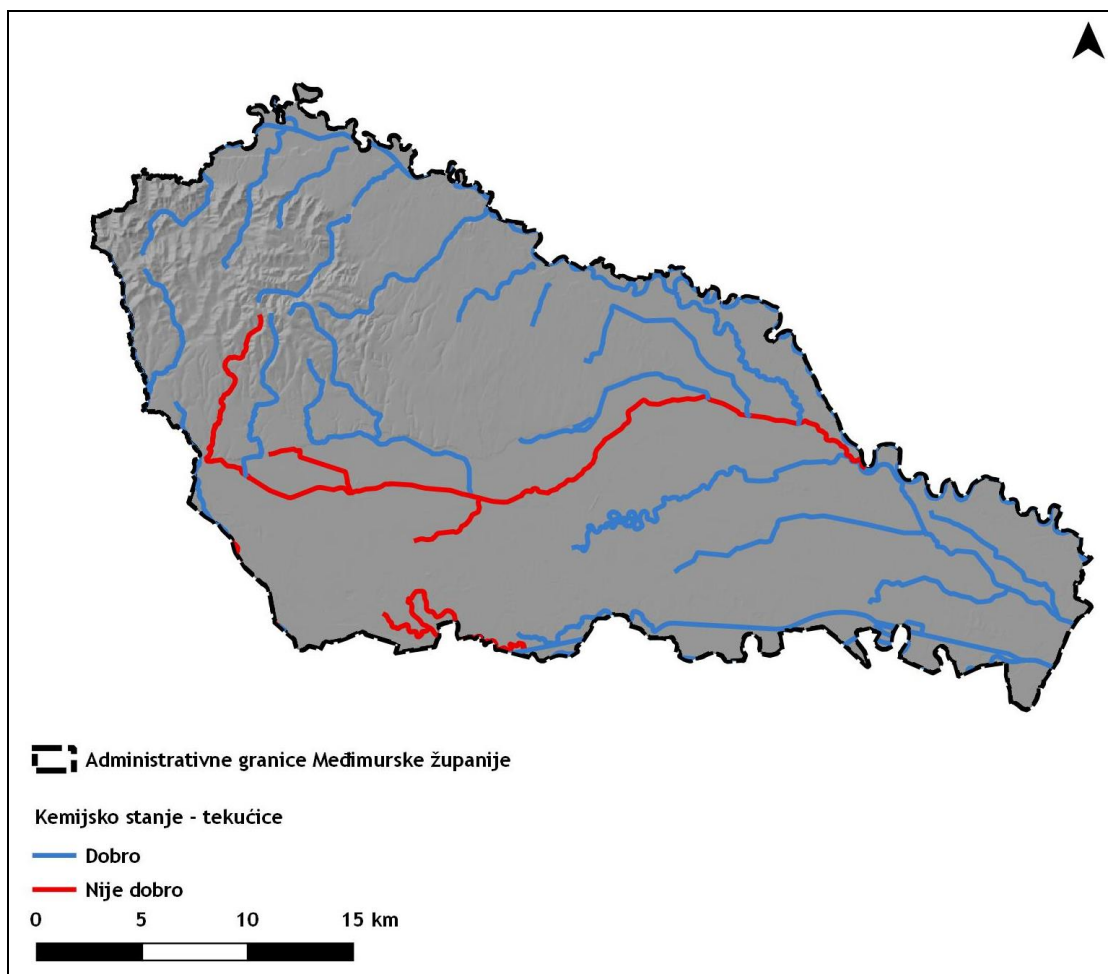 Administrativne granice Međimurske županije
Kemijsko stanje - tekućice
Dobro
Nije dobro
0 5 10 15 km